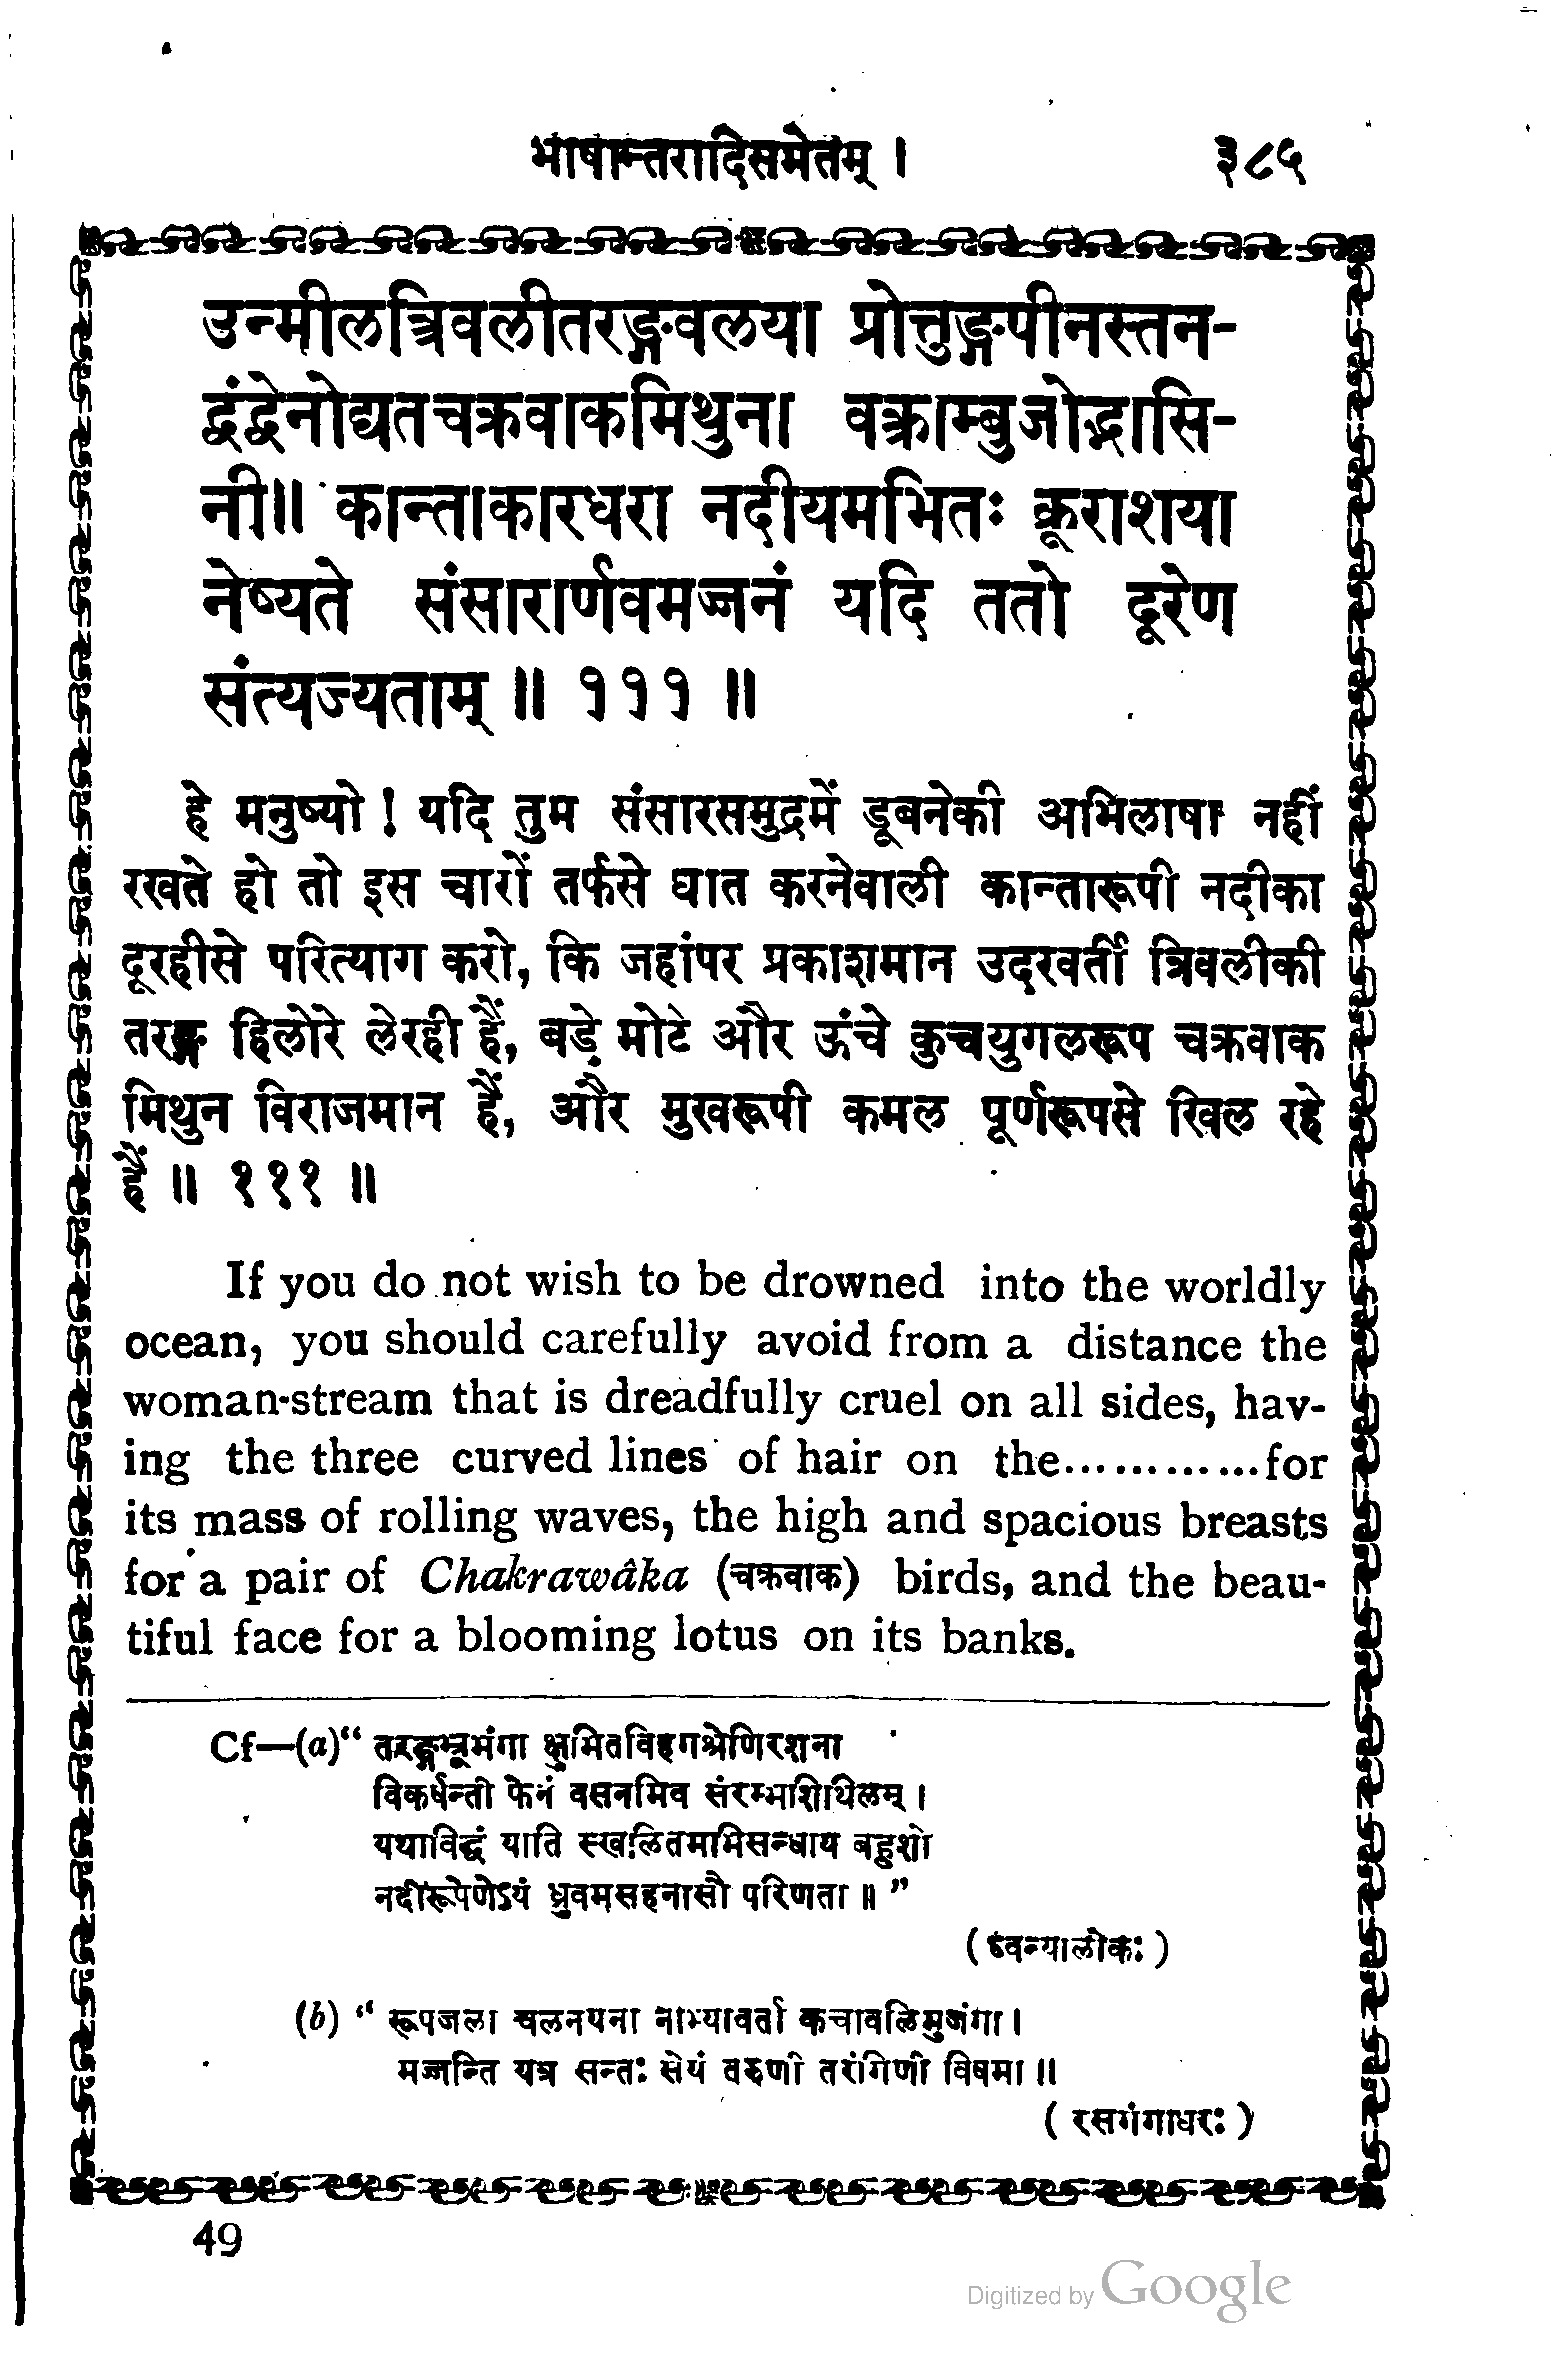 भाषान्तरादिसमेतम् । ३८५
उन्मीलत्त्रिवलीतरङ्गवलया प्रोत्तुङ्गपीनस्तन-
द्वंद्वेनोद्यतचक्रवाकमिथुना वक्राम्बुजोद्भासि-
नी॥ कान्ताकारधरा नदीयमभितः क्रूराशया
नेष्यते संसारार्णवमज्जनं यदि ततो दूरेण
संत्यज्यताम् ॥ १११ ॥
हे मनुष्यो ! यदि तुम संसारसमुद्रमें डूबनेकी अभिलाषा नहीं
रखते हो तो इस चारों तर्फसे घात करनेवाली कान्तारूपी नदीका
दूरहीसे परित्याग करो, कि जहांपर प्रकाशमान उदरवर्ती त्रिवलीकी
तरङ्ग हिलोरे लेरही हैं, बडे़ मोटे और ऊंचे कुचयुगलरूप चक्रवाक
मिथुन विराजमान हैं, और मुखरूपी कमल पूर्णरूपसे खिल रहे
हैं ॥ १११ ॥
If you do not wish to be drowned into the worldly
ocean, you should carefully avoid from a distance the
woman-stream that is dreadfully cruel on all sides, hav-
ing the three curved lines of hair on the.............for
its mass of rolling waves, the high and spacious breasts
for a pair of Chakrawâka (चक्रवाक) birds, and the beau-
tiful face for a blooming lotus on its banks.
Cf—(a)“ तरङ्गभ्रूभंगा क्षुभितविहगश्रेणिरशना
विकर्षन्ती फेनं वसनमिव संरम्भशिथिलम् ।
यथाविद्धं याति स्खलितमभिसन्धाय बहुशो
नदीरूपेणेऽयं ध्रुवमसहनासौ परिणता ॥ ”
( ध्वन्यालोकः )
(b) “ रूपजला चलनयना नाभ्यावर्ता कचावलिभुजंगा ।
मज्जन्ति यत्र सन्तः सेयं तरुणी तरंगिणी विषमा ॥
( रसगंगाधरः )
49
Digitized by Google